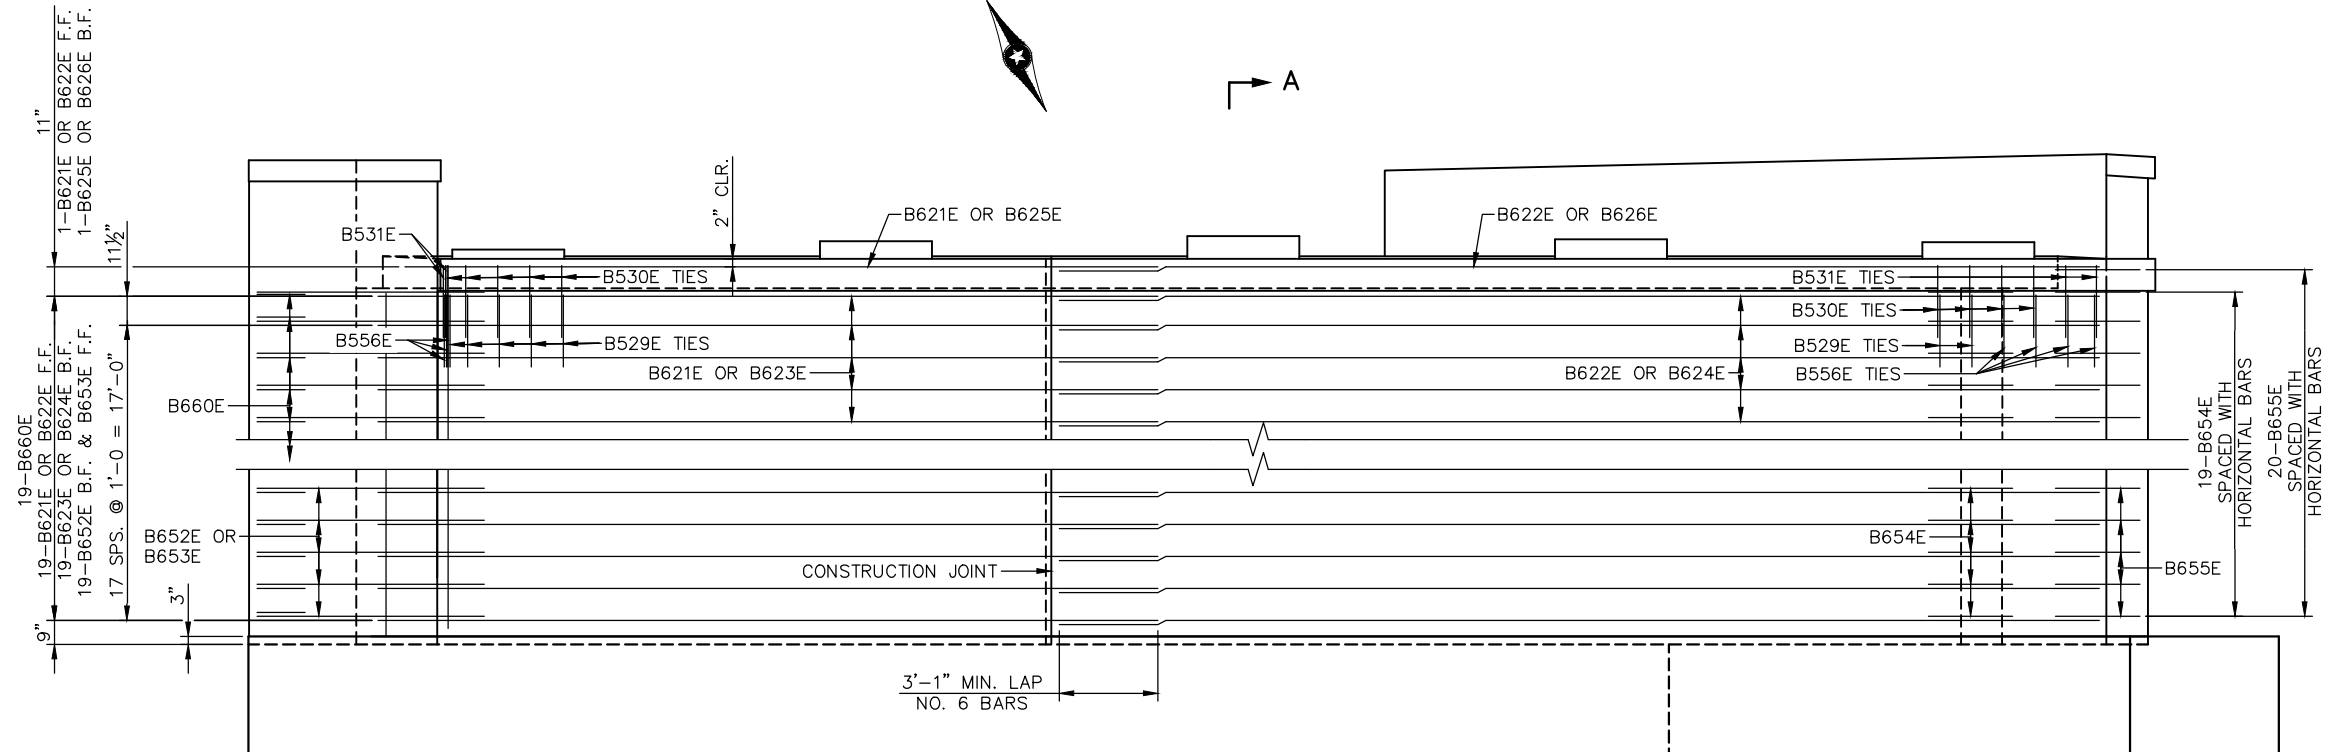 11"
1-B621E OR B622E F.F.
1-B625E OR B626E B.F.
11½"
19-B660E
19-B621E OR B622E F.F.
19-B623E OR B624E B.F.
19-B652E B.F. & B653E F.F.
17 SPS. @ 1'-0 = 17'-0"
9"
3"
A
2" CLR.
B531E
B621E OR B625E
B622E OR B626E
B530E TIES
B531E TIES
B556E
B529E TIES
B530E TIES
B529E TIES
B621E OR B623E
B622E OR B624E
B556E TIES
B660E
B652E OR
B653E
B654E
CONSTRUCTION JOINT
B655E
3'-1" MIN. LAP
NO. 6 BARS
19-B654E
SPACED WITH
HORIZONTAL BARS
20-B655E
SPACED WITH
HORIZONTAL BARS